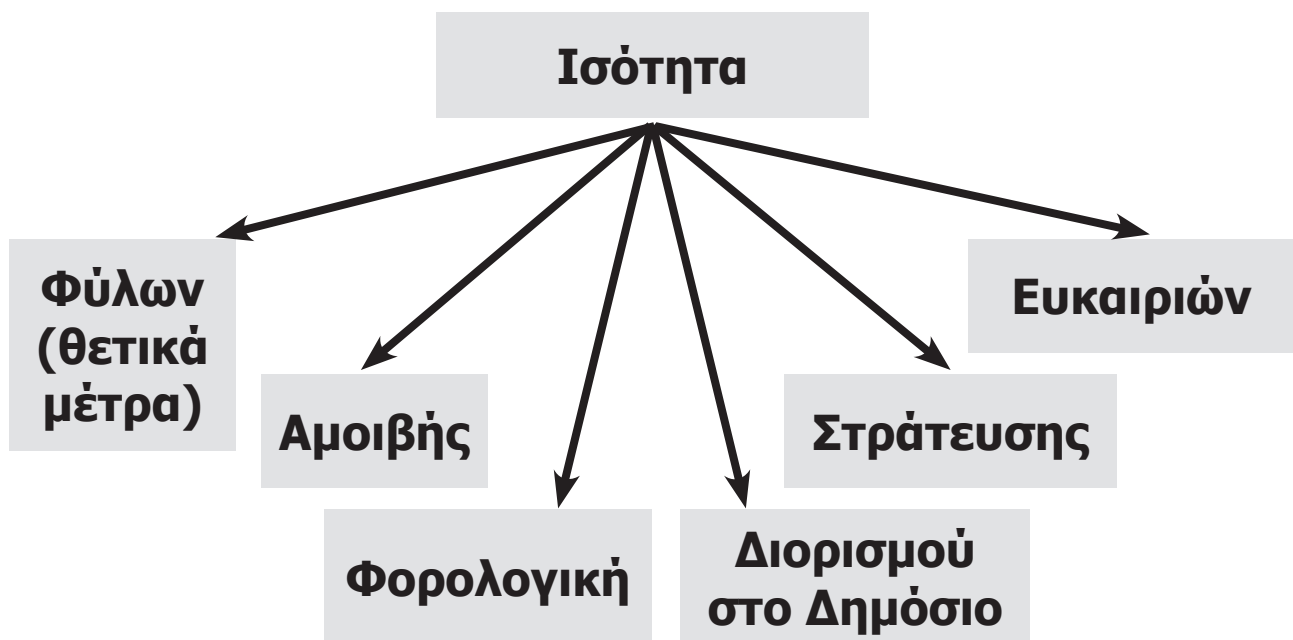 Ισότητα
Φύλων
(θετικά
μέτρα)
Αμοιβής
Φορολογική
Διορισμού
στο Δημόσιο
Στράτευσης
Ευκαιριών